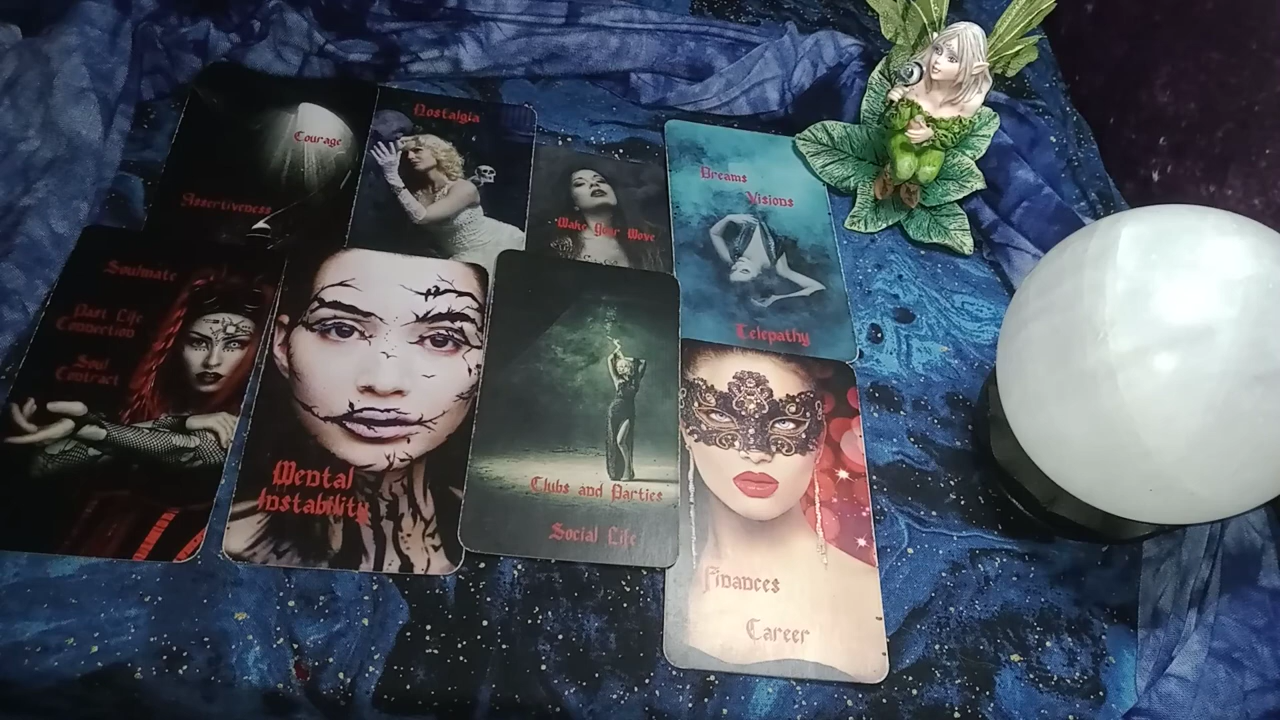 Courage
Assertiveness
Nostalgia
Make Your Move
Dreams
Visions
Telepathy
Soulmate
Past Life
Connection
Soul
Contract
Mental
Instability
Clubs and Parties
Social Life
Finances
Career